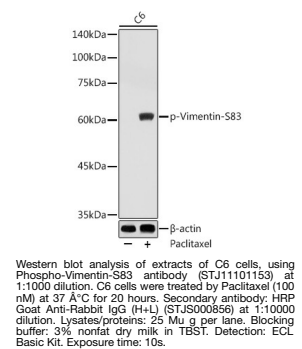 C6
140kDa
100kDa
75kDa
60kDa
p-Vimentin-S83
45kDa
35kDa
β-actin
− +
Paclitaxel
Western blot analysis of extracts of C6 cells, using
Phospho-Vimentin-S83 antibody (STJ11101153) at
1:1000 dilution. C6 cells were treated by Paclitaxel (100
nM) at 37 Â°C for 20 hours. Secondary antibody: HRP
Goat Anti-Rabbit IgG (H+L) (STJS000856) at 1:10000
dilution. Lysates/proteins: 25 Mu g per lane. Blocking
buffer: 3% nonfat dry milk in TBST. Detection: ECL
Basic Kit. Exposure time: 10s.